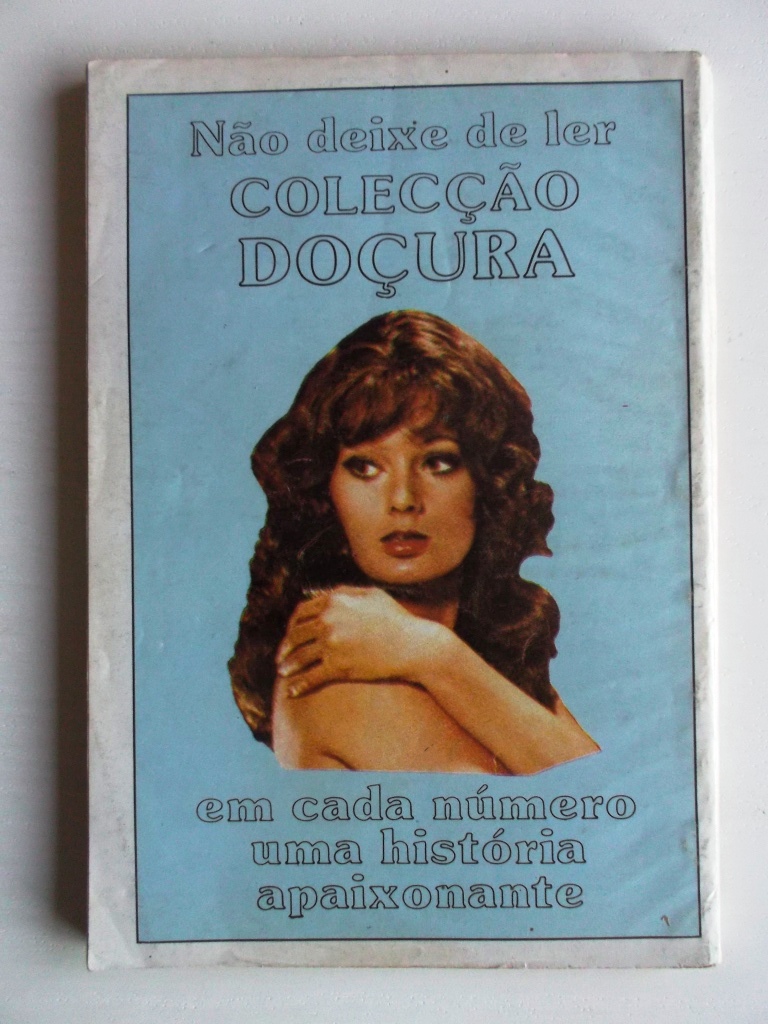 Não deixe de ler
COLECÇÃO
DOÇURA
em cada número
uma história
apaixonante